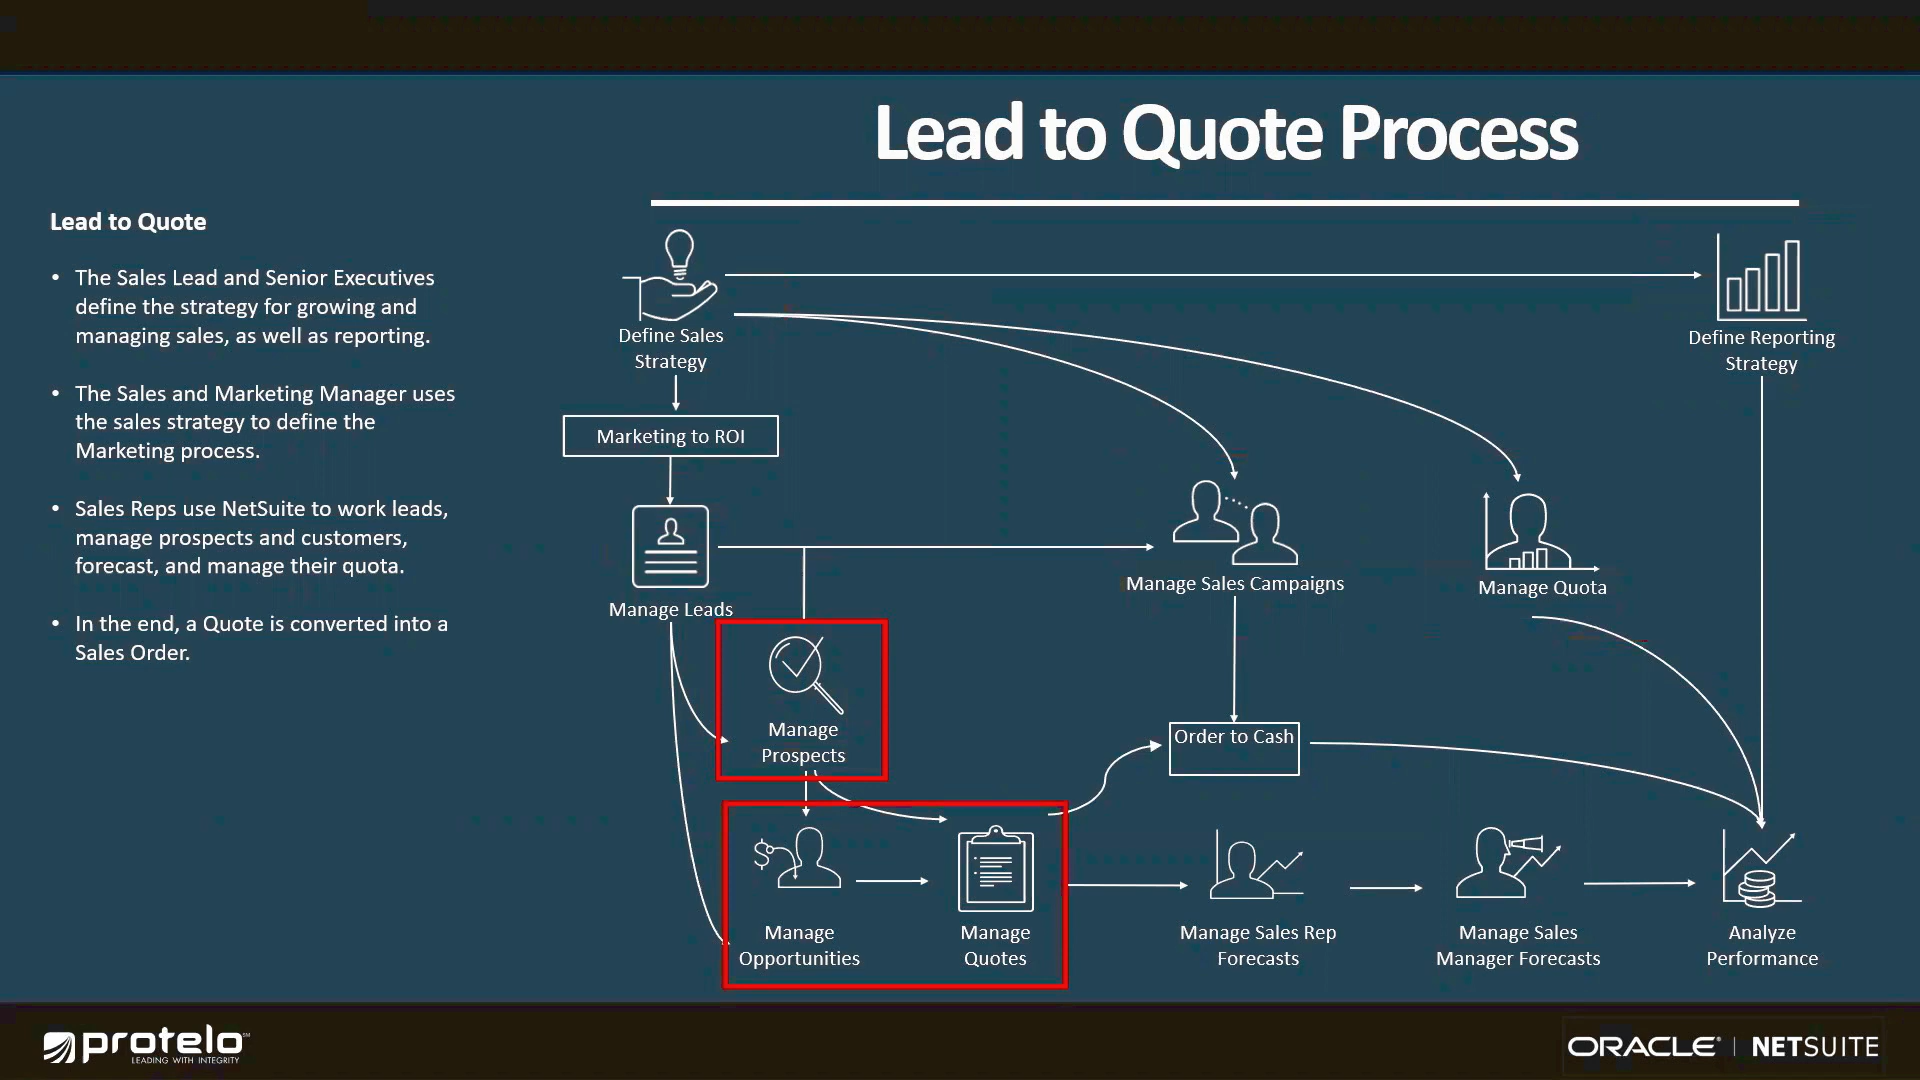 Lead to Quote Process
Lead to Quote
• The Sales Lead and Senior Executives
define the strategy for growing and
managing sales, as well as reporting.
• The Sales and Marketing Manager uses
the sales strategy to define the
Marketing process.
• Sales Reps use NetSuite to work leads,
manage prospects and customers,
forecast, and manage their quota.
• In the end, a Quote is converted into a
Sales Order.
Define Sales
Strategy
Define Reporting
Strategy
Marketing to ROI
Manage Leads
Manage Sales Campaigns
Manage Quota
Manage
Prospects
Order to Cash
Manage
Opportunities
Manage
Quotes
Manage Sales Rep
Forecasts
Manage Sales
Manager Forecasts
Analyze
Performance
protelo
LEADING WITH INTEGRITY
ORACLE | NETSUITE